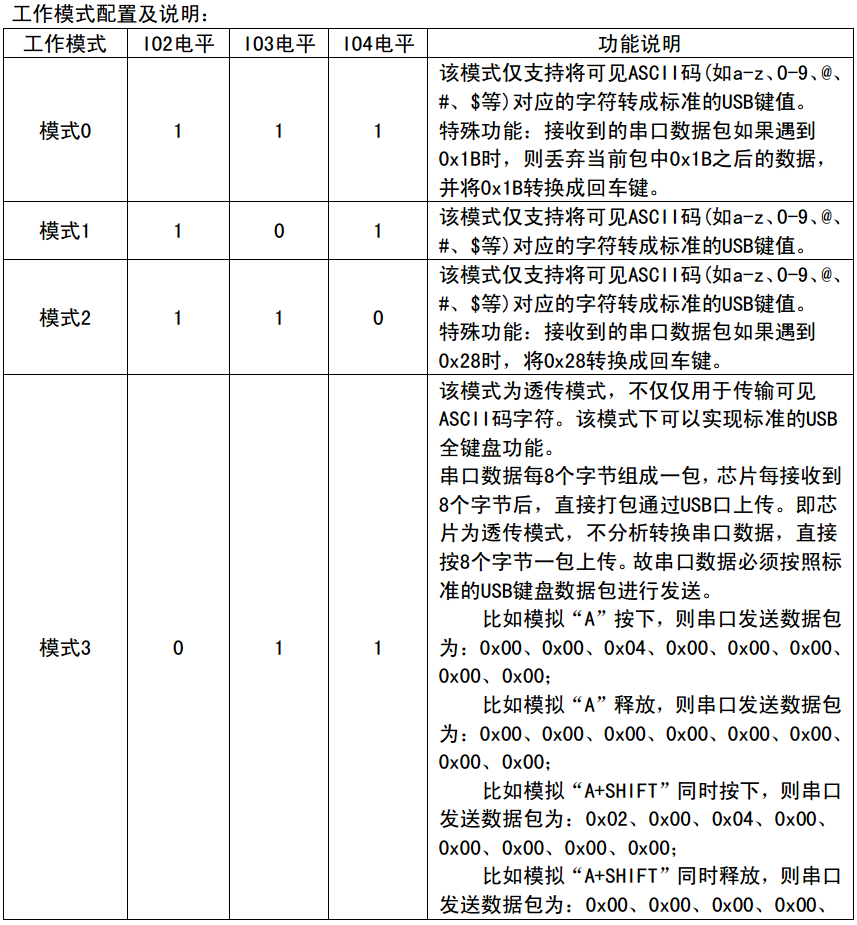 工作模式配置及说明：
工作模式 IO2电平 IO3电平 IO4电平 功能说明
该模式仅支持将可见ASCII码(如a-z、0-9、@、
#、$等)对应的字符转成标准的USB键值。
模式0 1 1 1 特殊功能：接收到的串口数据包如果遇到
0x1B时，则丢弃当前包中0x1B之后的数据，
并将0x1B转换成回车键。
模式1 1 0 1 该模式仅支持将可见ASCII码(如a-z、0-9、@、
#、$等)对应的字符转成标准的USB键值。
该模式仅支持将可见ASCII码(如a-z、0-9、@、
#、$等)对应的字符转成标准的USB键值。
模式2 1 1 0 特殊功能：接收到的串口数据包如果遇到
0x28时，将0x28转换成回车键。
该模式为透传模式，不仅仅用于传输可见
ASCII码字符。该模式下可以实现标准的USB
全键盘功能。
串口数据每8个字节组成一包，芯片每接收到
8个字节后，直接打包通过USB口上传。即芯
片为透传模式，不分析转换串口数据，直接
按8个字节一包上传。故串口数据必须按照标
准的USB键盘数据包进行发送。
比如模拟“A”按下，则串口发送数据包
模式3 0 1 1 为：0x00、0x00、0x04、0x00、0x00、0x00、
0x00、0x00；
比如模拟“A”释放，则串口发送数据包
为：0x00、0x00、0x00、0x00、0x00、0x00、
0x00、0x00；
比如模拟“A+SHIFT”同时按下，则串口
发送数据包为：0x02、0x00、0x04、0x00、
0x00、0x00、0x00、0x00；
比如模拟“A+SHIFT”同时释放，则串口
发送数据包为：0x00、0x00、0x00、0x00、